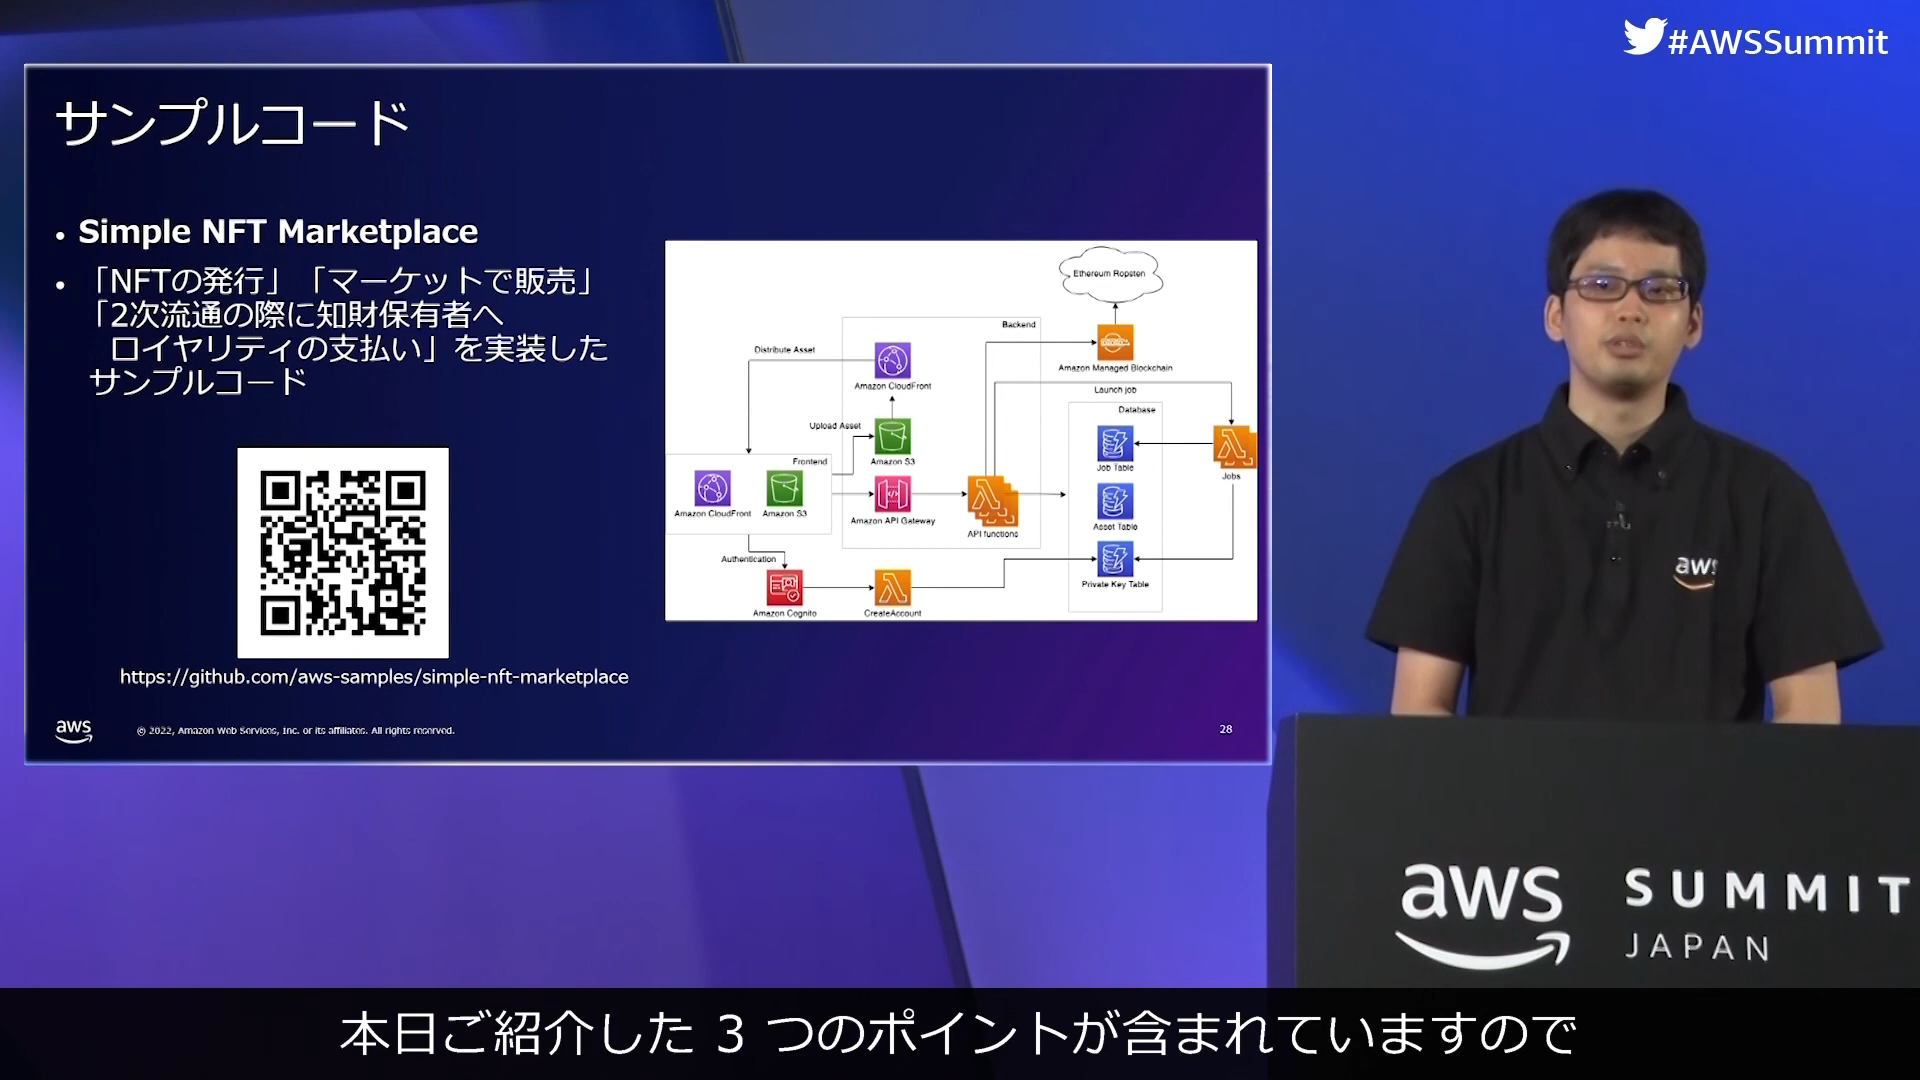 #AWSSummit
サンプルコード
• Simple NFT Marketplace
• 「NFTの発行」「マーケットで販売」
「2次流通の際に知財保有者へ
ロイヤリティの支払い」を実装した
サンプルコード
https://github.com/aws-samples/simple-nft-marketplace
Ethereum Ropsten
Backend
Distribute Asset
Amazon CloudFront
Amazon Managed Blockchain
Launch job
Database
Upload Asset
Amazon S3
Job Table
Jobs
Frontend
Amazon CloudFront
Amazon S3
Amazon API Gateway
API functions
Asset Table
Authentication
Amazon Cognito
CreateAccount
Private Key Table
aws
© 2022, Amazon Web Services, Inc. or its affiliates. All rights reserved.
28
aws
aws SUMMIT
JAPAN
本日ご紹介した 3 つのポイントが含まれていますので